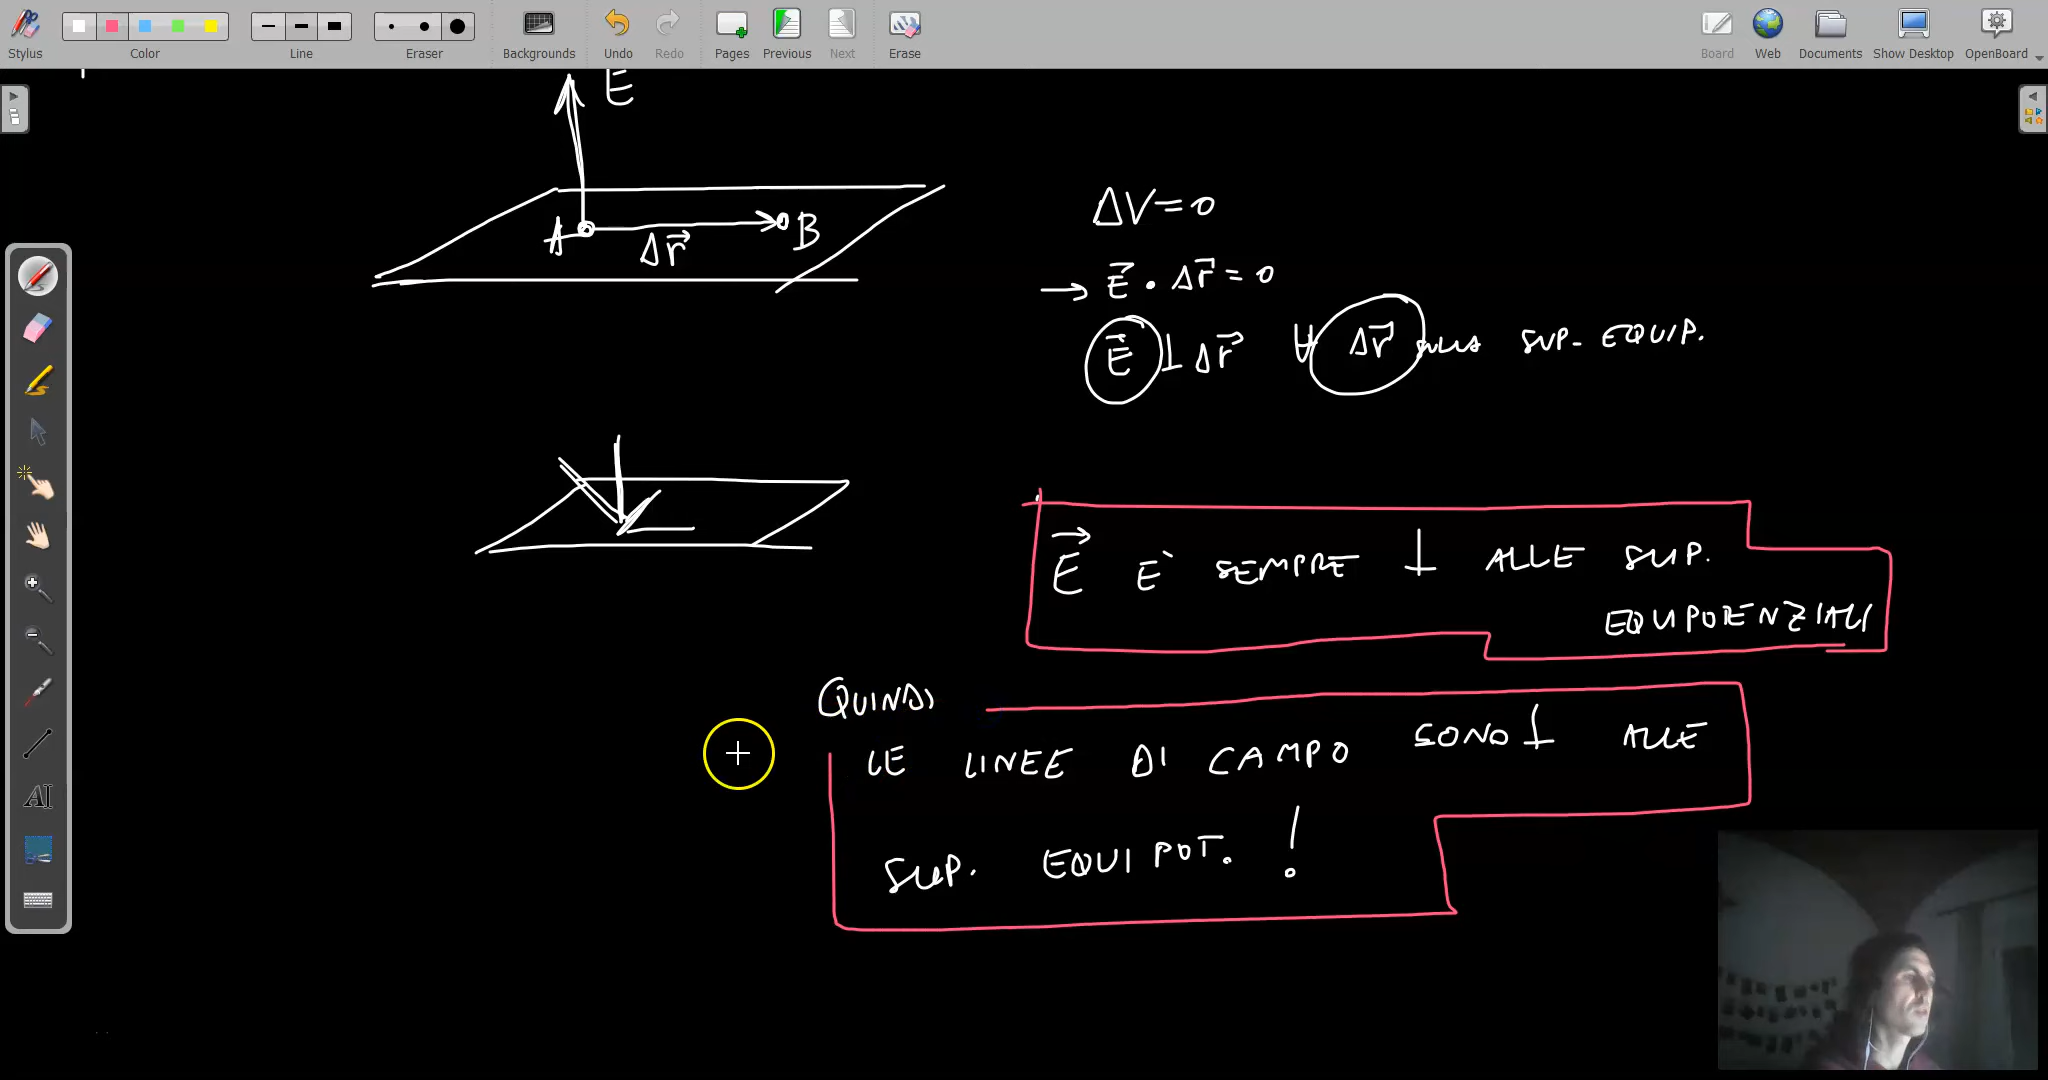 Stylus Color Line Eraser Backgrounds Undo Redo Pages Previous Next Erase Board Web Documents Show Desktop OpenBoard
E
A Δr⃗ B
ΔV=0
→ E⃗ · Δr⃗ = 0
E⃗ ⊥ Δr⃗ ∀ Δr⃗ SULLA SUP. EQUIP.
E⃗ E' SEMPRE ⊥ ALLE SUP.
EQUIPOTENZIALI
QUINDI
LE LINEE DI CAMPO SONO ⊥ ALLE
SUP. EQUIPOT. !
AI